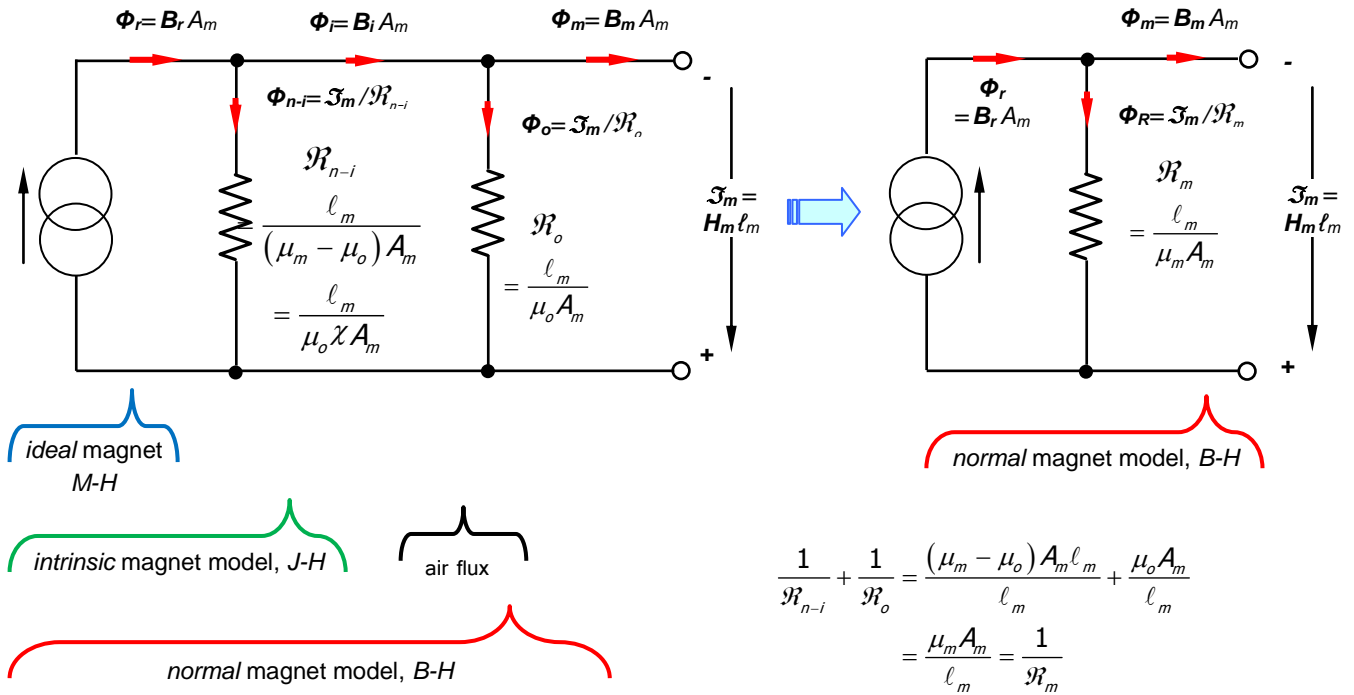 Φr= Br Am
Φi= Bi Am
Φm= Bm Am
Φn-i= ℑm/ℜn−i
Φo= ℑm/ℜo
-
ℜn−i
= ℓm / (μm − μo) Am
= ℓm / μo χ Am
ℜo
= ℓm / μo Am
ℑm=
Hm ℓm
+
ideal magnet
M-H
intrinsic magnet model, J-H
air flux
normal magnet model, B-H
Φm= Bm Am
Φr
= Br Am
ΦR= ℑm/ℜm
-
ℜm
= ℓm / μm Am
ℑm=
Hm ℓm
+
normal magnet model, B-H
1/ℜn−i + 1/ℜo = (μm − μo) Am ℓm / ℓm + μo Am / ℓm
= μm Am / ℓm = 1/ℜm